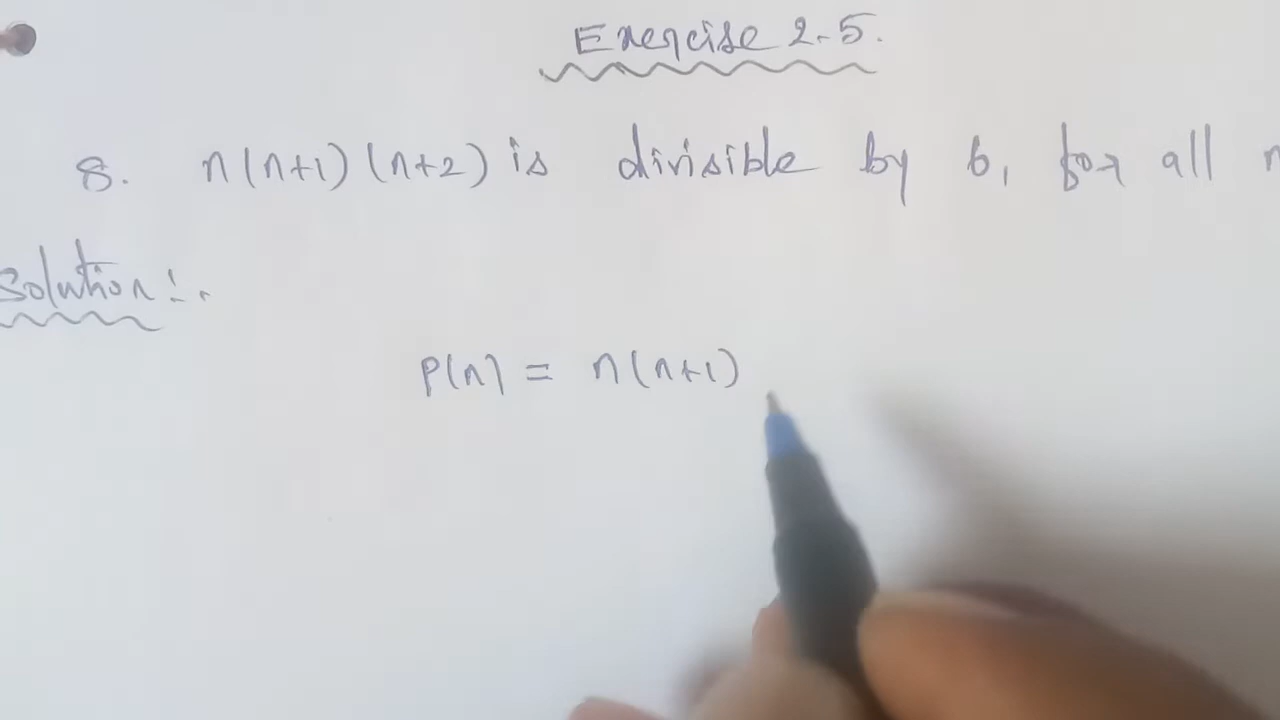 Exercise 2.5.
8. n(n+1)(n+2) is divisible by 6, for all n
Solution:-
P(n) = n(n+1)